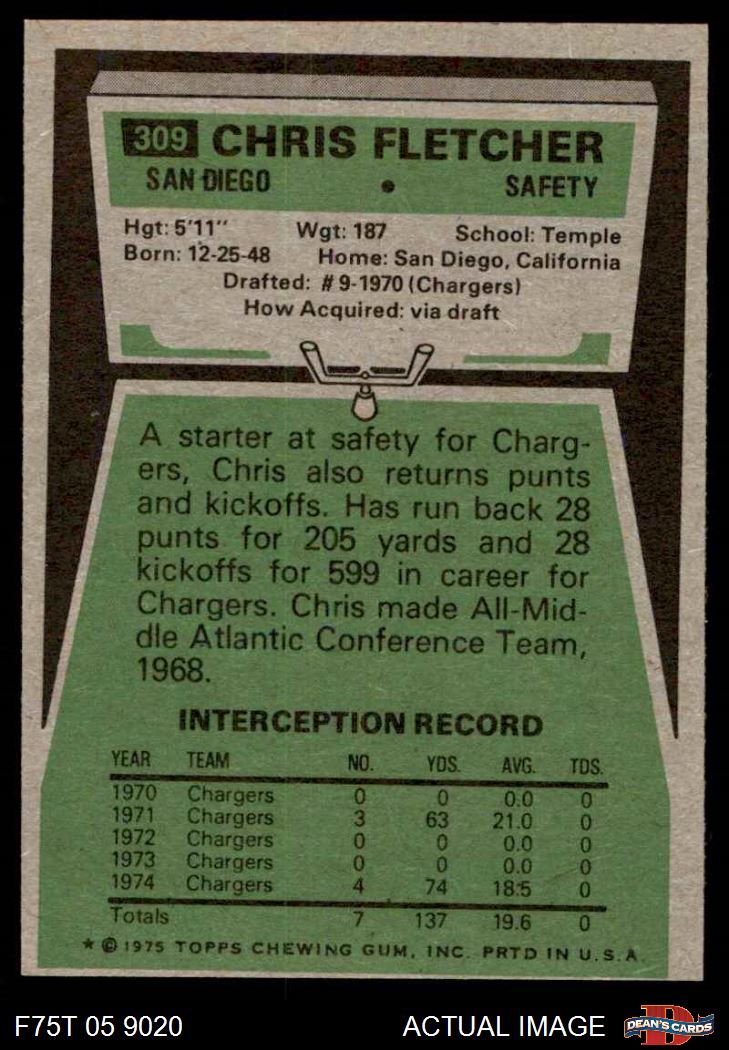 309 CHRIS FLETCHER
SAN DIEGO • SAFETY
Hgt: 5'11" Wgt: 187 School: Temple
Born: 12-25-48 Home: San Diego, California
Drafted: #9-1970 (Chargers)
How Acquired: via draft
A starter at safety for Charg-
ers, Chris also returns punts
and kickoffs. Has run back 28
punts for 205 yards and 28
kickoffs for 599 in career for
Chargers. Chris made All-Mid-
dle Atlantic Conference Team,
1968.
INTERCEPTION RECORD
YEAR TEAM NO. YDS. AVG. TDS.
1970 Chargers 0 0 0.0 0
1971 Chargers 3 63 21.0 0
1972 Chargers 0 0 0.0 0
1973 Chargers 0 0 0.0 0
1974 Chargers 4 74 18.5 0
Totals 7 137 19.6 0
★ © 1975 TOPPS CHEWING GUM, INC. PRTD IN U.S.A.
F75T 05 9020 ACTUAL IMAGE D DEAN'S CARDS